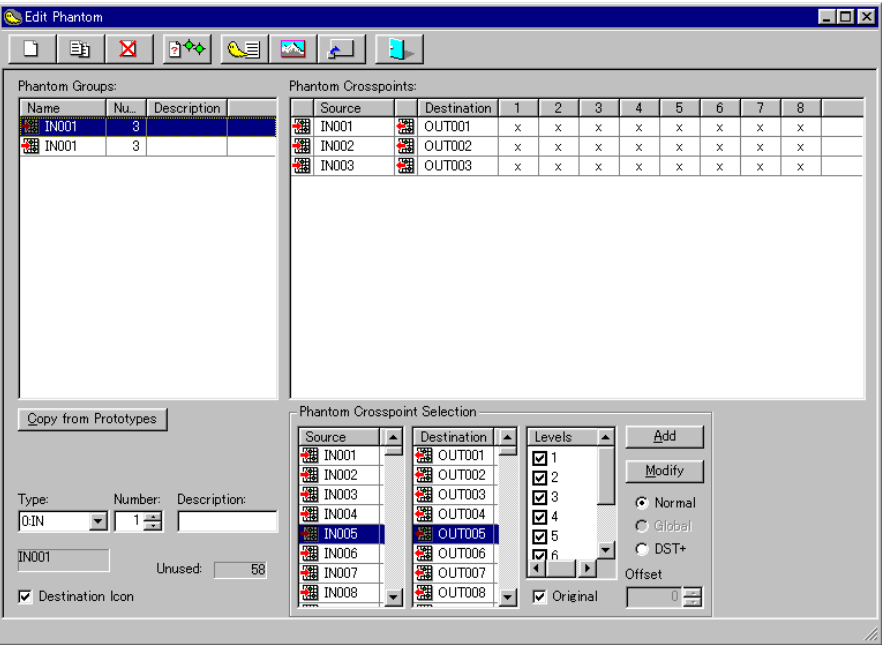 Edit Phantom
Phantom Groups:
Name Nu... Description
IN001 3
IN001 3
Phantom Crosspoints:
Source Destination 1 2 3 4 5 6 7 8
IN001 OUT001 x x x x x x x x
IN002 OUT002 x x x x x x x x
IN003 OUT003 x x x x x x x x
Copy from Prototypes
Type: Number: Description:
0:IN 1
IN001
Unused: 58
Destination Icon
Phantom Crosspoint Selection
Source Destination Levels
IN001 OUT001 1
IN002 OUT002 2
IN003 OUT003 3
IN004 OUT004 4
IN005 OUT005 5
IN006 OUT006 6
IN007 OUT007
IN008 OUT008
Original
Add
Modify
Normal
Global
DST+
Offset
0